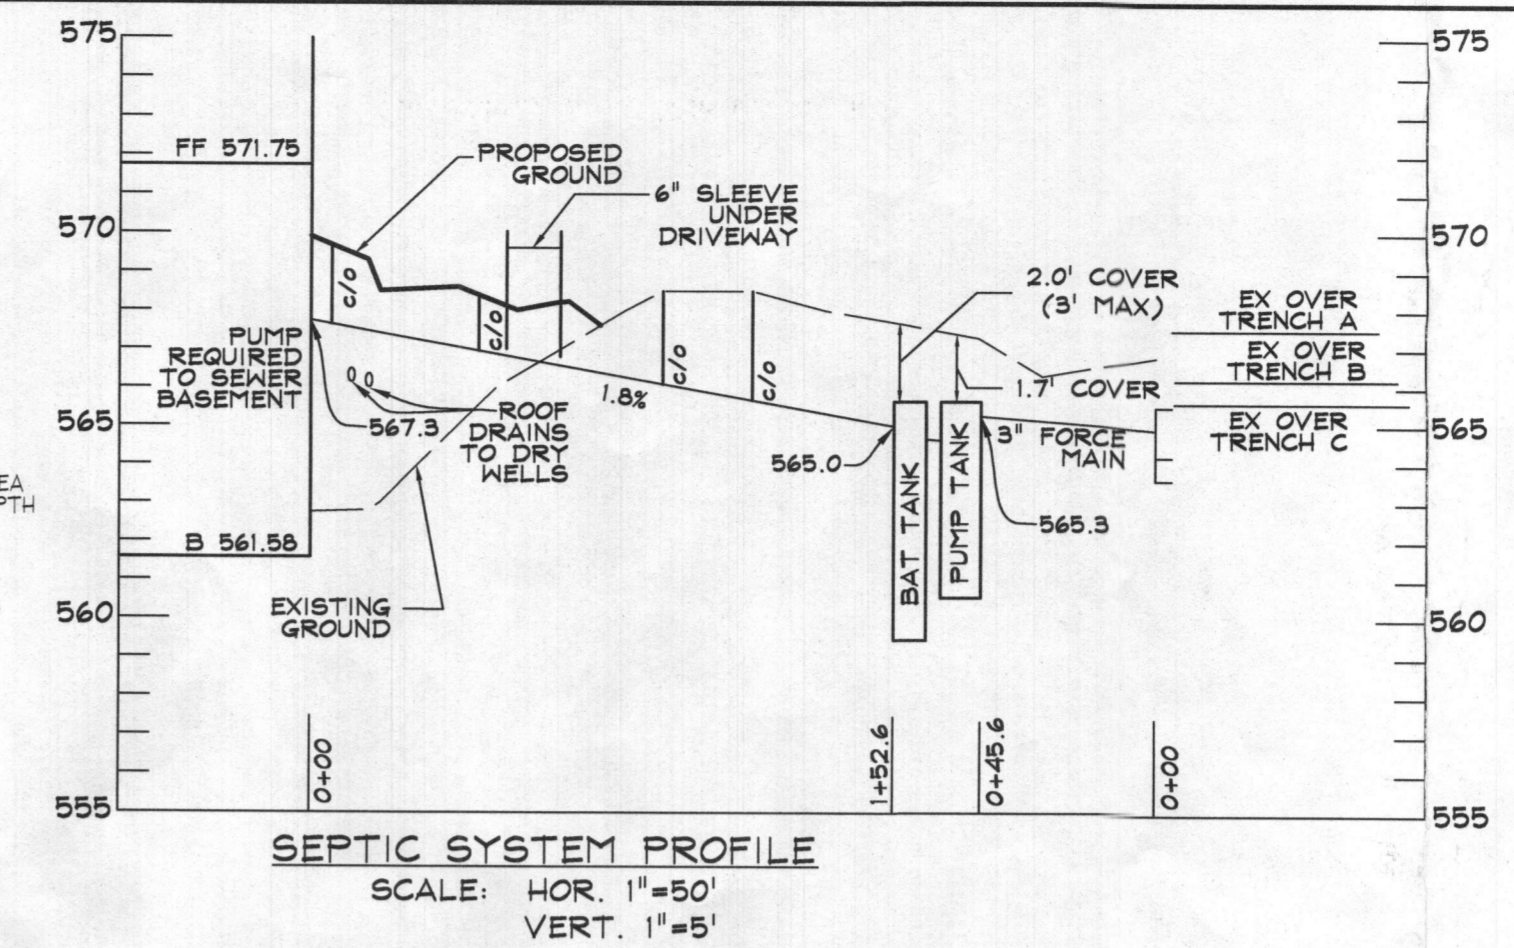 575
575
FF 571.75
PROPOSED
GROUND
6" SLEEVE
UNDER
DRIVEWAY
570
570
c/o
2.0' COVER
(3' MAX)
EX OVER
TRENCH A
c/o
PUMP
REQUIRED
TO SEWER
BASEMENT
EX OVER
TRENCH B
c/o
c/o
1.7' COVER
1.8%
ROOF
DRAINS
TO DRY
WELLS
565
567.3
565
3" FORCE
MAIN
EX OVER
TRENCH C
565.0
EA
PTH
BAT TANK
PUMP TANK
565.3
B 561.58
EXISTING
GROUND
560
560
0+00
1+52.6
0+45.6
0+00
555
555
SEPTIC SYSTEM PROFILE
SCALE: HOR. 1"=50'
VERT. 1"=5'